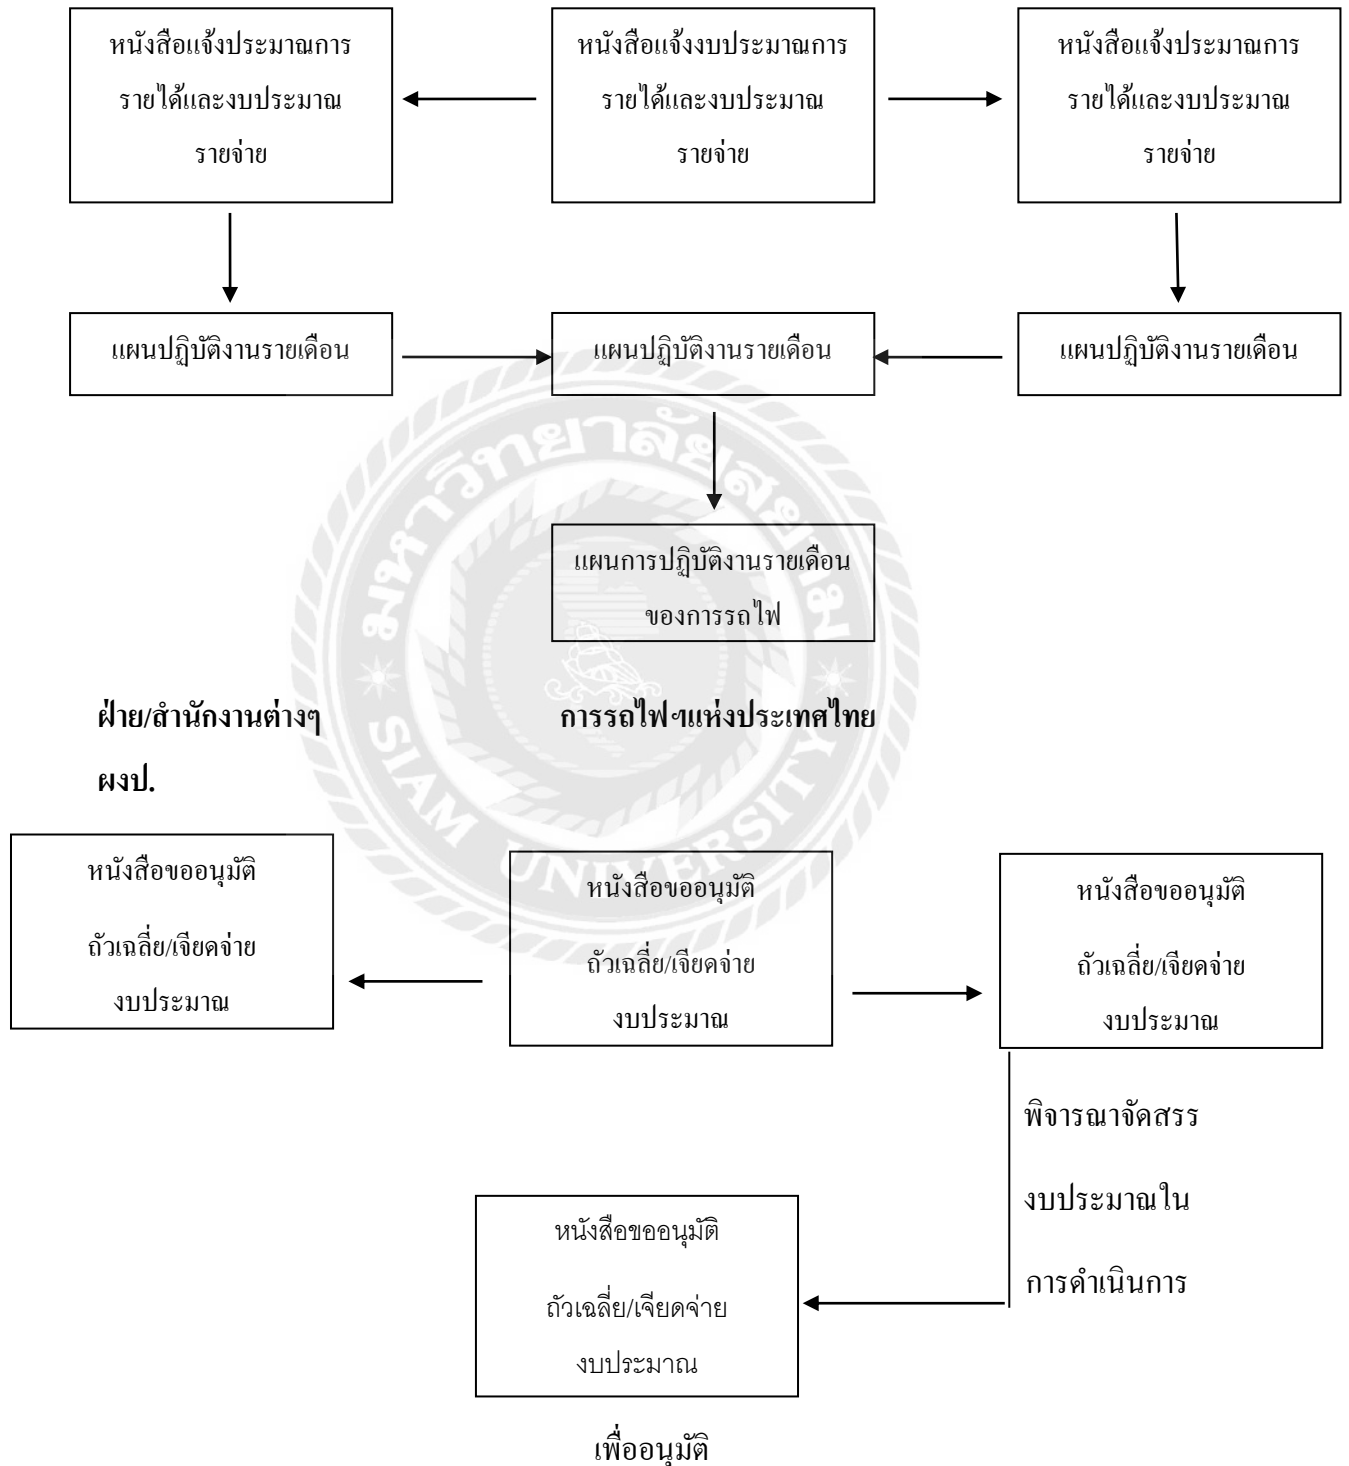 หนังสือแจ้งประมาณการ
รายได้และงบประมาณ
รายจ่าย
หนังสือแจ้งงบประมาณการ
รายได้และงบประมาณ
รายจ่าย
หนังสือแจ้งประมาณการ
รายได้และงบประมาณ
รายจ่าย
แผนปฏิบัติงานรายเดือน
แผนปฏิบัติงานรายเดือน
แผนปฏิบัติงานรายเดือน
แผนการปฏิบัติงานรายเดือน
ของการรถไฟ
มหาวิทยาลัยสยาม
SIAM UNIVERSITY
ฝ่าย/สำนักงานต่างๆ
การรถไฟฯแห่งประเทศไทย
ผงป.
หนังสือขออนุมัติ
ถัวเฉลี่ย/เจียดจ่าย
งบประมาณ
หนังสือขออนุมัติ
ถัวเฉลี่ย/เจียดจ่าย
งบประมาณ
หนังสือขออนุมัติ
ถัวเฉลี่ย/เจียดจ่าย
งบประมาณ
พิจารณาจัดสรร
งบประมาณใน
การดำเนินการ
หนังสือขออนุมัติ
ถัวเฉลี่ย/เจียดจ่าย
งบประมาณ
เพื่ออนุมัติ